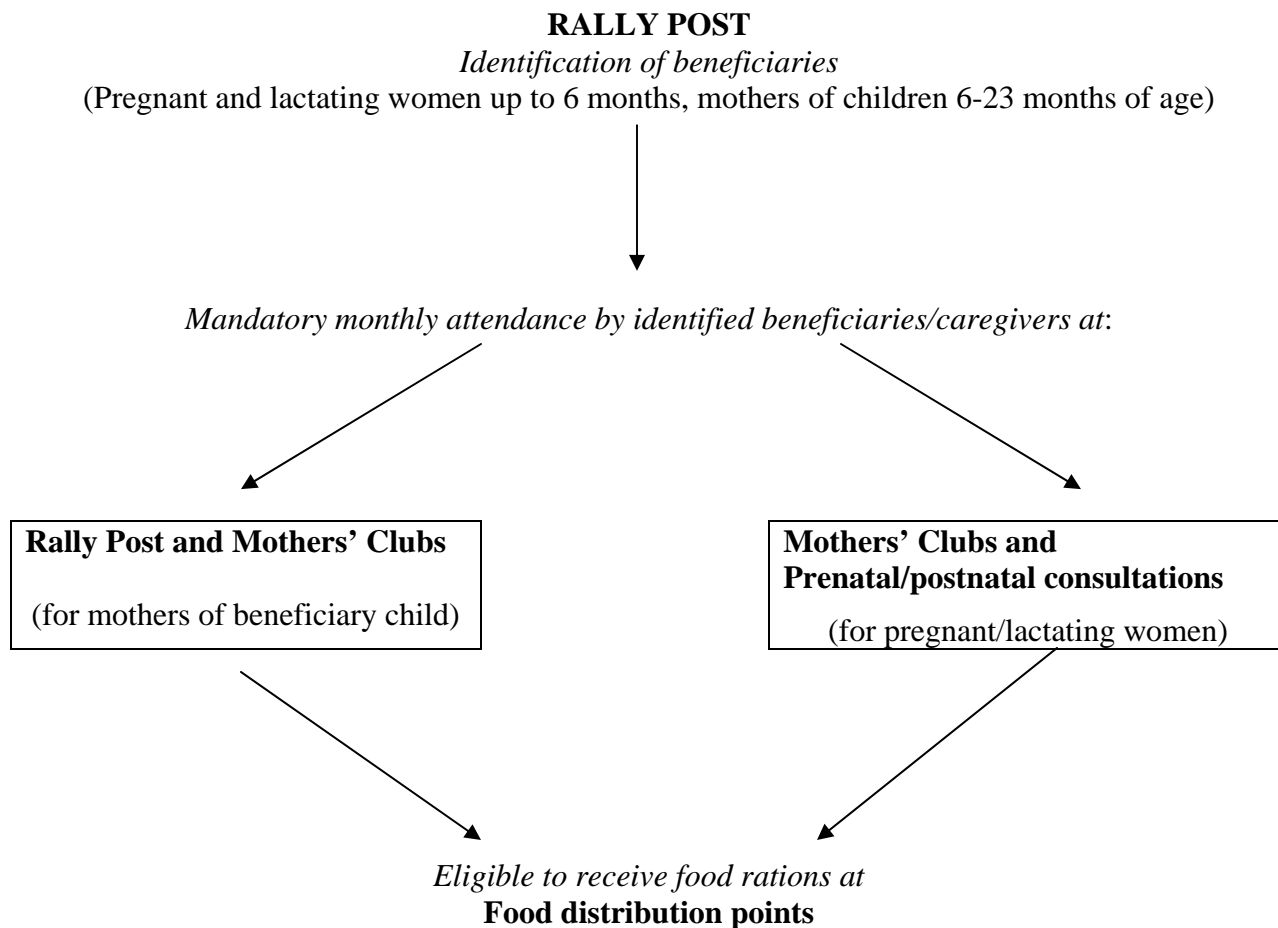 RALLY POST
Identification of beneficiaries
(Pregnant and lactating women up to 6 months, mothers of children 6-23 months of age)
Mandatory monthly attendance by identified beneficiaries/caregivers at:
Rally Post and Mothers’ Clubs
(for mothers of beneficiary child)
Mothers’ Clubs and
Prenatal/postnatal consultations
(for pregnant/lactating women)
Eligible to receive food rations at
Food distribution points